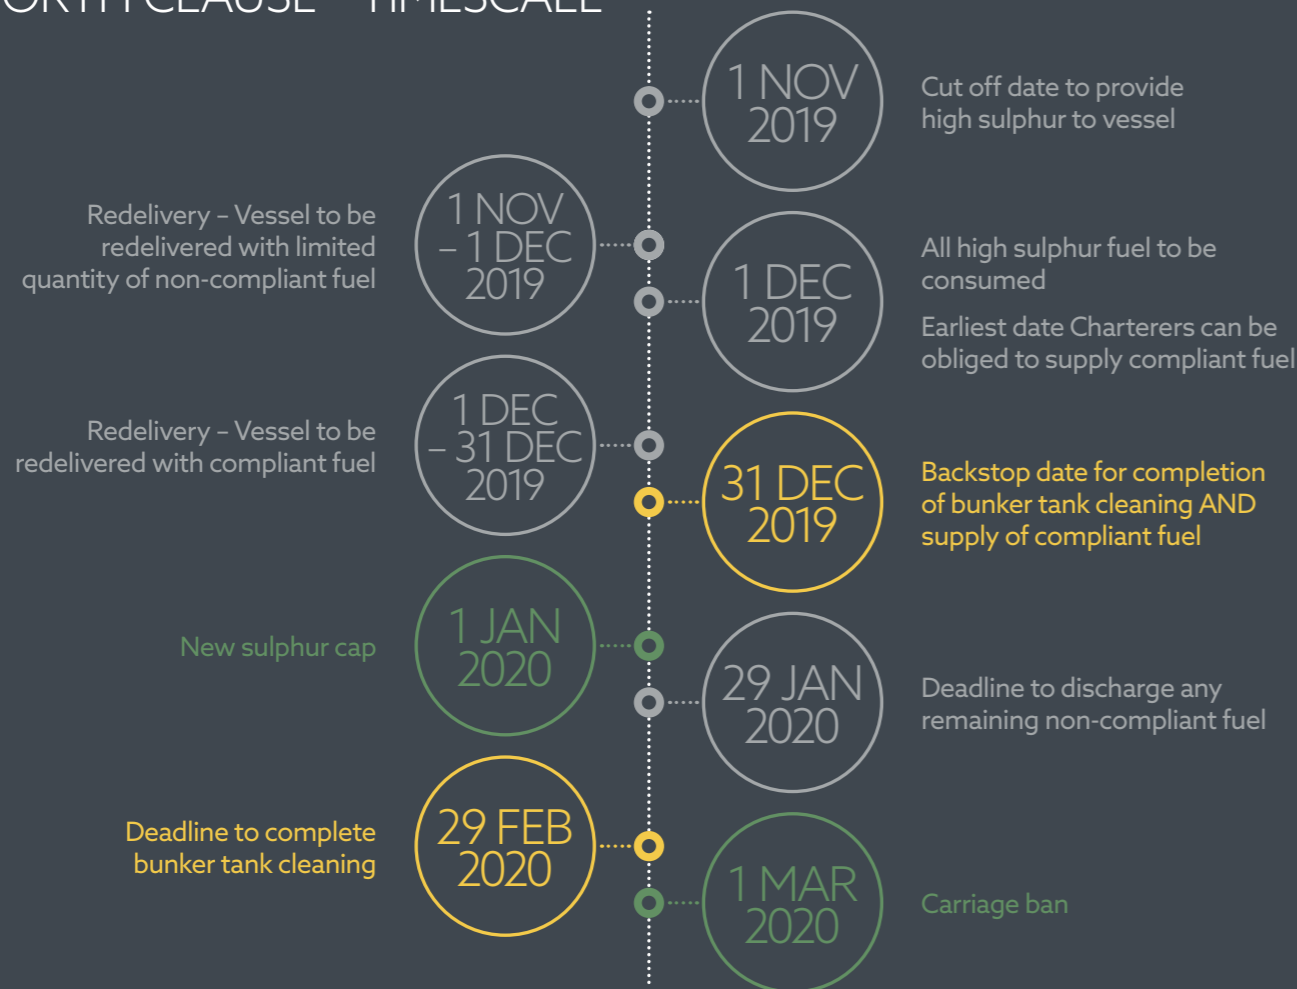 CLAUSE
TIMESCALE
1 NOV
2019
Cut off date to provide
high sulphur to vessel
Redelivery – Vessel to be
redelivered with limited
quantity of non-compliant fuel
1 NOV
– 1 DEC
2019
1 DEC
2019
All high sulphur fuel to be
consumed
Earliest date Charterers can be
obliged to supply compliant fuel
Redelivery – Vessel to be
redelivered with compliant fuel
1 DEC
– 31 DEC
2019
31 DEC
2019
Backstop date for completion
of bunker tank cleaning AND
supply of compliant fuel
New sulphur cap
1 JAN
2020
29 JAN
2020
Deadline to discharge any
remaining non-compliant fuel
Deadline to complete
bunker tank cleaning
29 FEB
2020
1 MAR
2020
Carriage ban